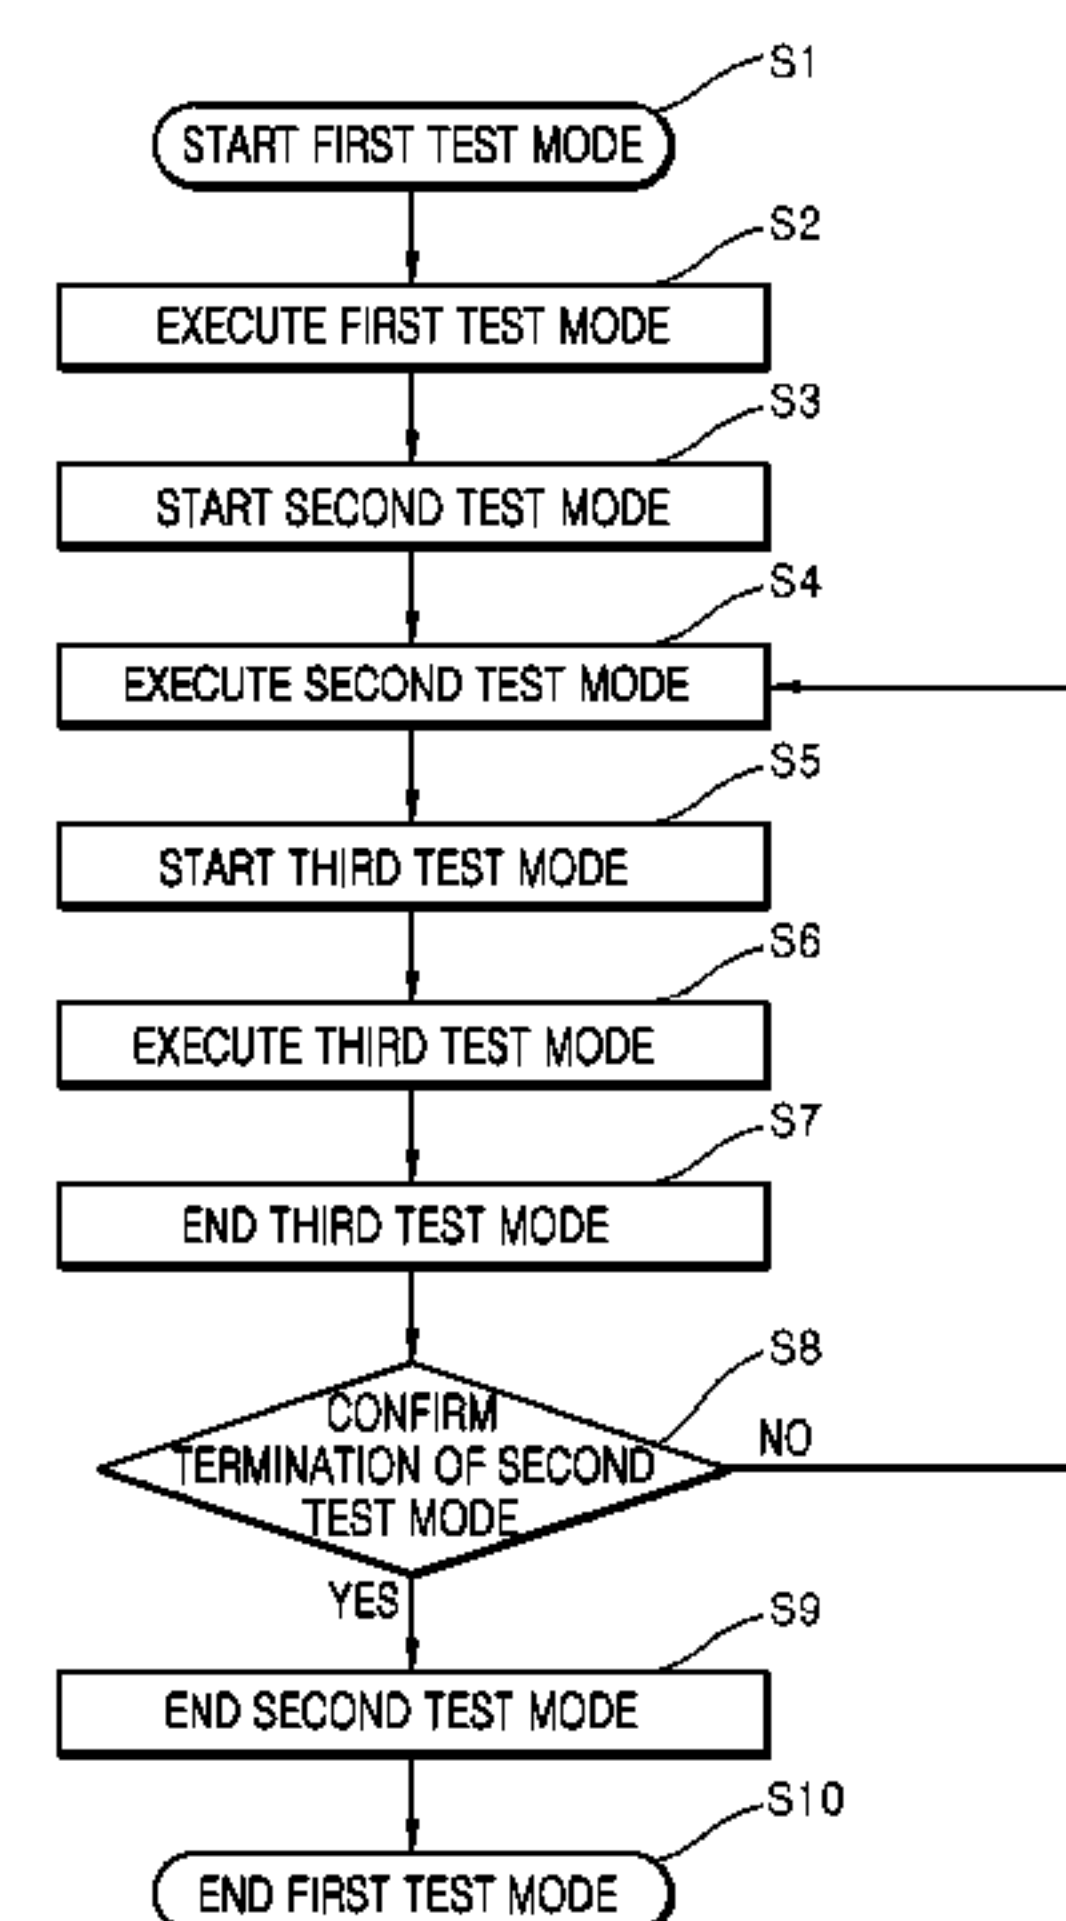 S1
START FIRST TEST MODE
S2
EXECUTE FIRST TEST MODE
S3
START SECOND TEST MODE
S4
EXECUTE SECOND TEST MODE
S5
START THIRD TEST MODE
S6
EXECUTE THIRD TEST MODE
S7
END THIRD TEST MODE
S8
CONFIRM
TERMINATION OF SECOND
TEST MODE
NO
YES
S9
END SECOND TEST MODE
S10
END FIRST TEST MODE